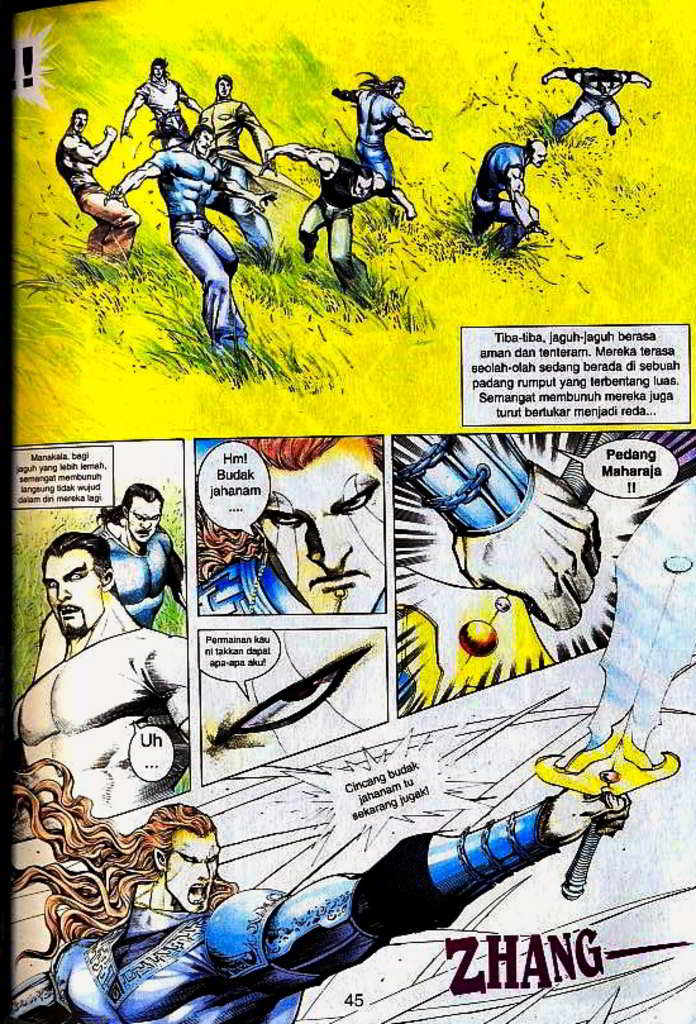 !!
Tiba-tiba, jaguh-jaguh berasa
aman dan tenteram. Mereka terasa
seolah-olah sedang berada di sebuah
padang rumput yang terbentang luas.
Semangat membunuh mereka juga
turut bertukar menjadi reda...
Manakala, bagi
jaguh yang lebih lemah,
semangat membunuh
langsung tidak wujud
dalam diri mereka lagi
Uh
...
Hm!
Budak
jahanam
....
Permainan kau
ni takkan dapat
apa-apa aku!
Pedang
Maharaja
!!
Cincang budak
jahanam tu
sekarang jugak!
ZHANG
45